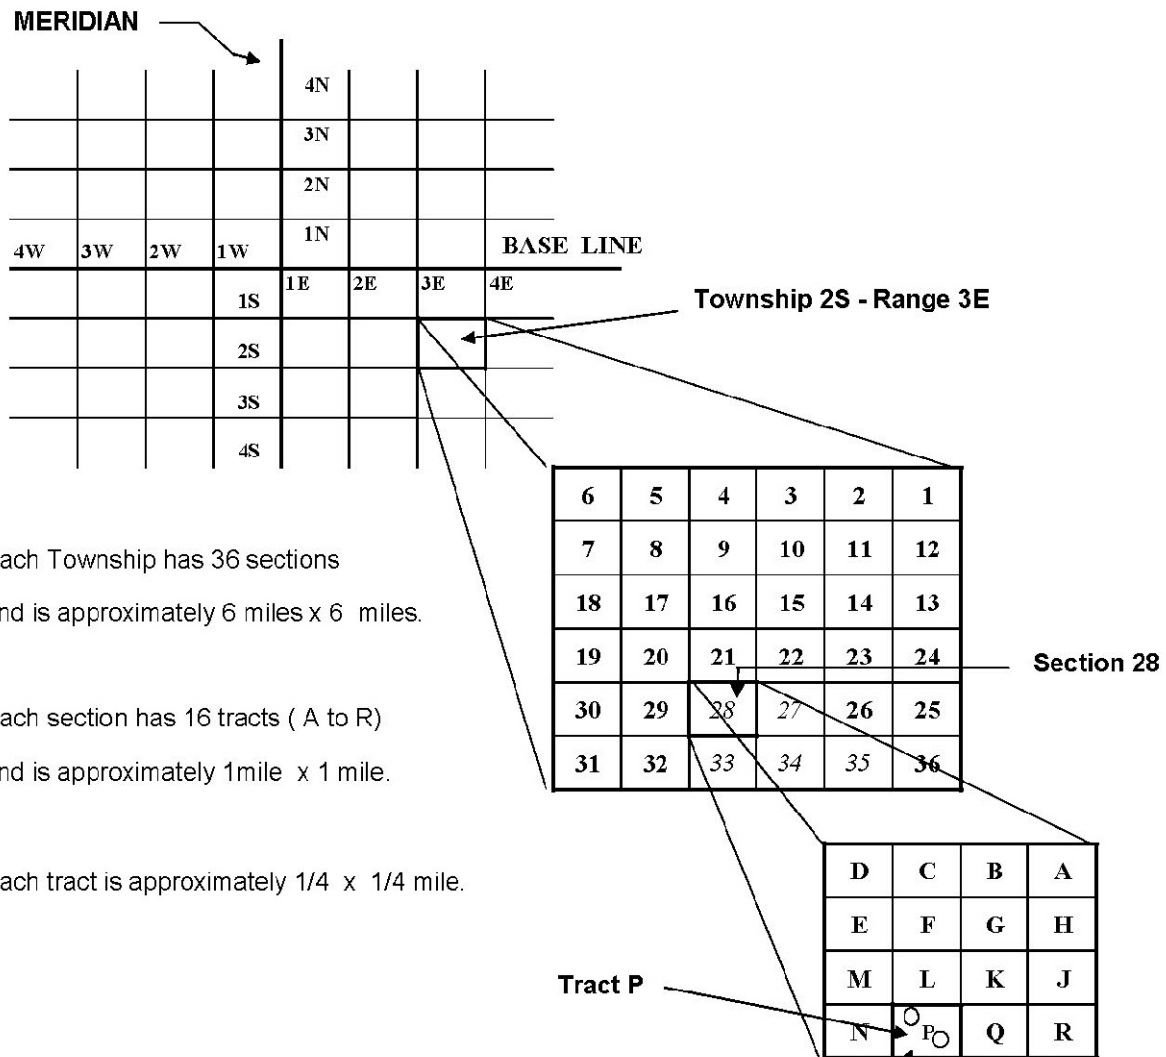 MERIDIAN
4N
3N
2N
1N
4W 3W 2W 1W
BASE LINE
1E 2E 3E 4E
1S
Township 2S - Range 3E
2S
3S
4S
6 5 4 3 2 1
7 8 9 10 11 12
18 17 16 15 14 13
19 20 21 22 23 24
Section 28
30 29 28 27 26 25
31 32 33 34 35 36
ach Township has 36 sections
nd is approximately 6 miles x 6 miles.
ach section has 16 tracts ( A to R)
nd is approximately 1mile x 1 mile.
ach tract is approximately 1/4 x 1/4 mile.
D C B A
E F G H
M L K J
Tract P
N P Q R